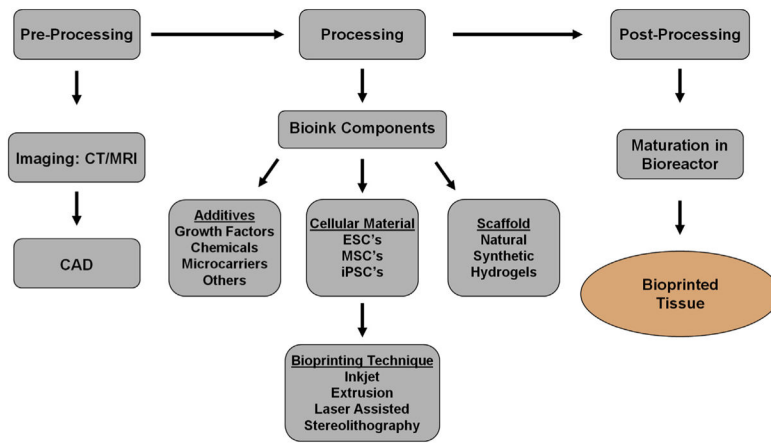 Pre-Processing
Processing
Post-Processing
Imaging: CT/MRI
CAD
Bioink Components
Additives
Growth Factors
Chemicals
Microcarriers
Others
Cellular Material
ESC's
MSC's
iPSC's
Scaffold
Natural
Synthetic
Hydrogels
Bioprinting Technique
Inkjet
Extrusion
Laser Assisted
Stereolithography
Maturation in
Bioreactor
Bioprinted
Tissue